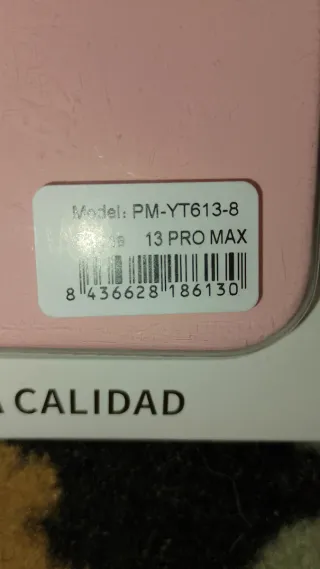 Model: PM-YT613-8
13 PRO MAX
8 436628 186130
A CALIDAD